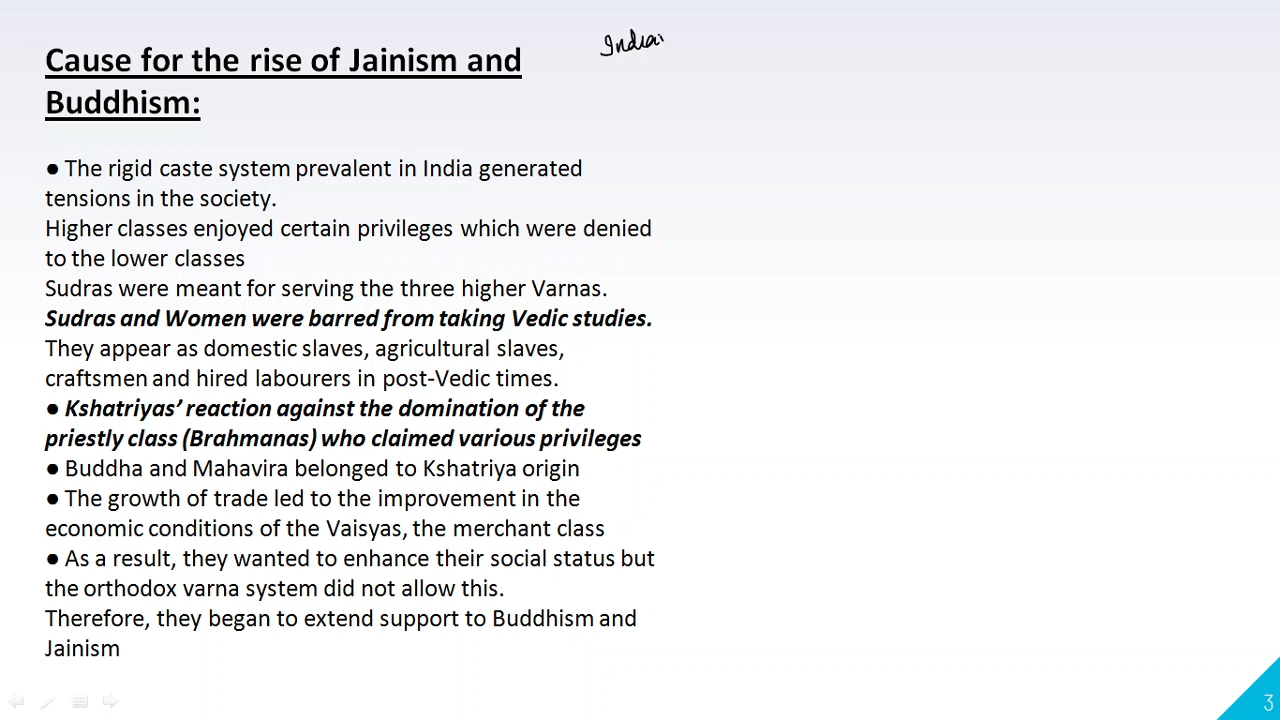 India
Cause for the rise of Jainism and
Buddhism:
● The rigid caste system prevalent in India generated
tensions in the society.
Higher classes enjoyed certain privileges which were denied
to the lower classes
Sudras were meant for serving the three higher Varnas.
Sudras and Women were barred from taking Vedic studies.
They appear as domestic slaves, agricultural slaves,
craftsmen and hired labourers in post-Vedic times.
● Kshatriyas’ reaction against the domination of the
priestly class (Brahmanas) who claimed various privileges
● Buddha and Mahavira belonged to Kshatriya origin
● The growth of trade led to the improvement in the
economic conditions of the Vaisyas, the merchant class
● As a result, they wanted to enhance their social status but
the orthodox varna system did not allow this.
Therefore, they began to extend support to Buddhism and
Jainism
3